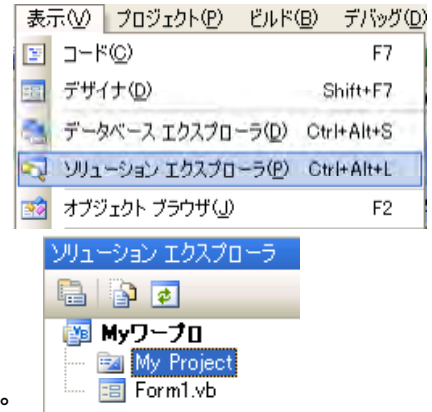 表示(V) プロジェクト(P) ビルド(B) デバッグ(D)
コード(C) F7
デザイナ(D) Shift+F7
データベース エクスプローラ(D) Ctrl+Alt+S
ソリューション エクスプローラ(P) Ctrl+Alt+L
オブジェクト ブラウザ(J) F2
ソリューション エクスプローラ
Myワープロ
My Project
Form1.vb
。